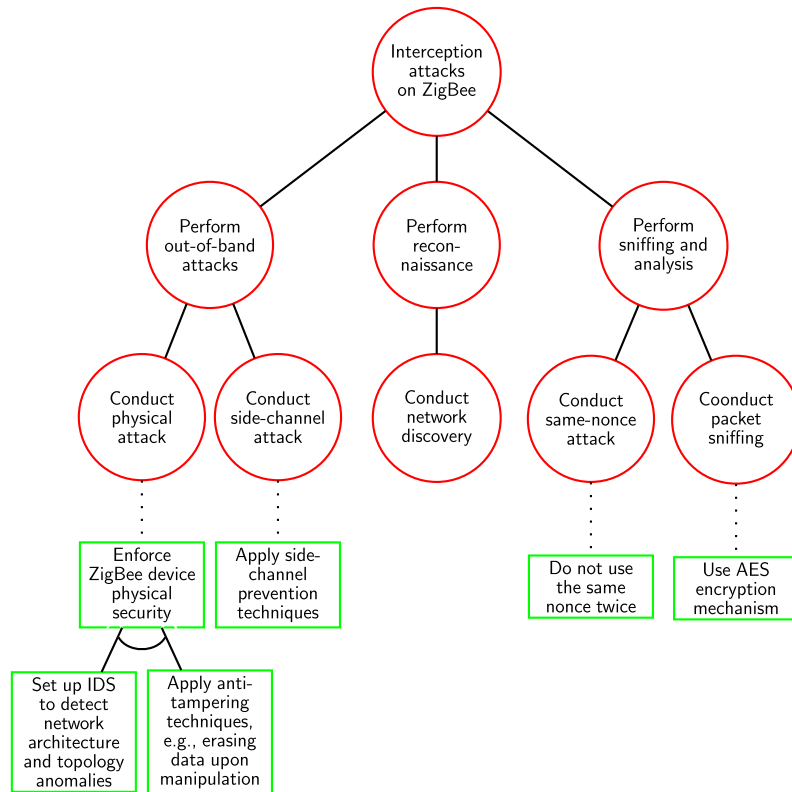 Interception
attacks
on ZigBee
Perform
out-of-band
attacks
Perform
recon-
naissance
Perform
sniffing and
analysis
Conduct
physical
attack
Conduct
side-channel
attack
Conduct
network
discovery
Conduct
same-nonce
attack
Coonduct
packet
sniffing
Enforce
ZigBee device
physical
security
Apply side-
channel
prevention
techniques
Do not use
the same
nonce twice
Use AES
encryption
mechanism
Set up IDS
to detect
network
architecture
and topology
anomalies
Apply anti-
tampering
techniques,
e.g., erasing
data upon
manipulation